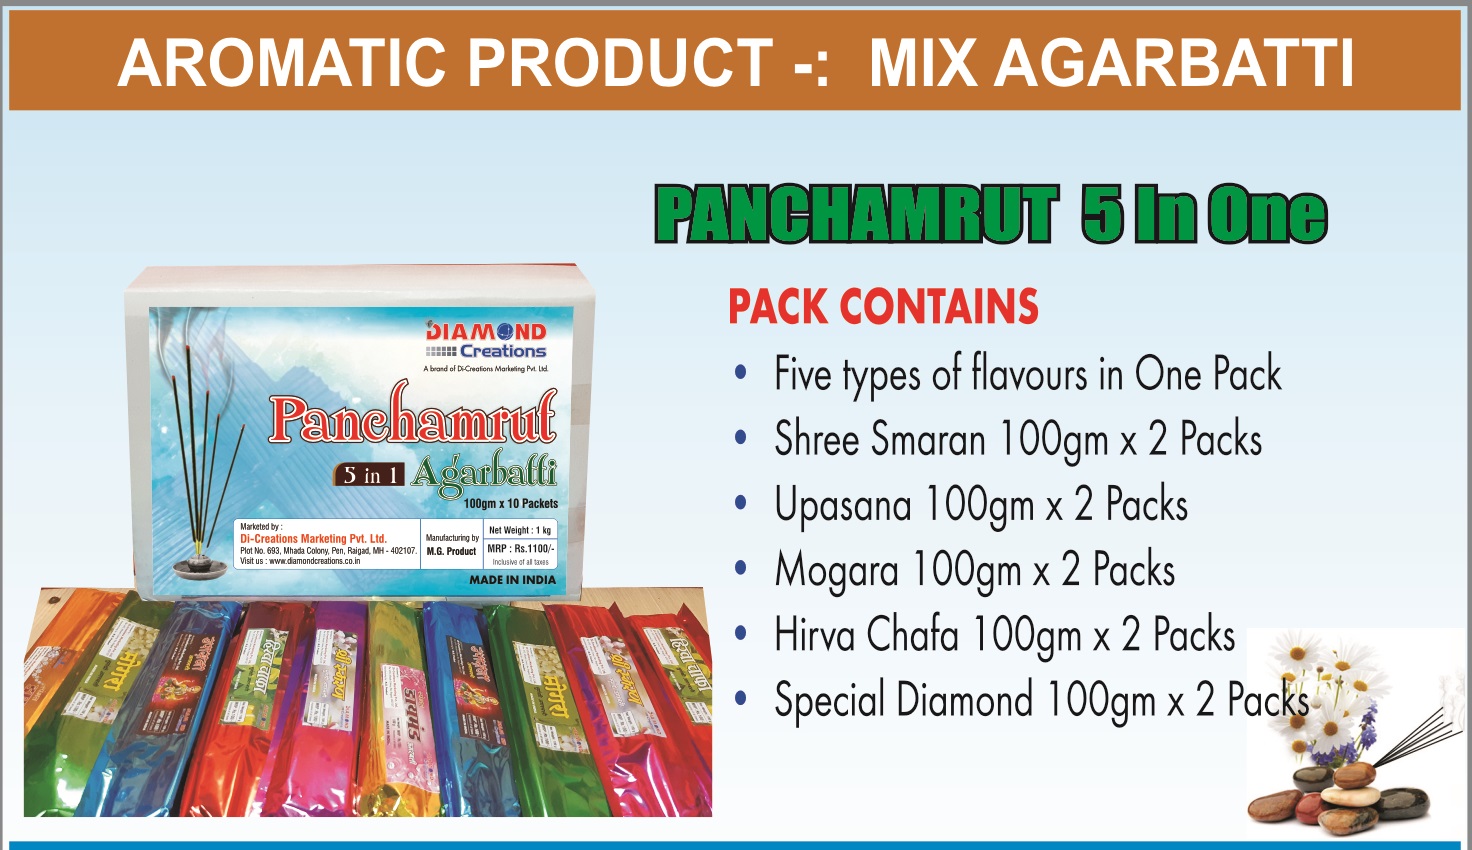 AROMATIC PRODUCT -: MIX AGARBATTI
PANCHAMRUT 5 In One
PACK CONTAINS
• Five types of flavours in One Pack
• Shree Smaran 100gm x 2 Packs
• Upasana 100gm x 2 Packs
• Mogara 100gm x 2 Packs
• Hirva Chafa 100gm x 2 Packs
• Special Diamond 100gm x 2 Packs
DIAMOND
Creations
A brand of Di-Creations Marketing Pvt. Ltd.
Panchamrut
5 in 1 Agarbatti
100gm x 10 Packets
Marketed by :
Di-Creations Marketing Pvt. Ltd.
Plot No. 693, Mhada Colony, Pen, Raigad, MH - 402107.
Visit us : www.diamondcreations.co.in
Manufacturing by
M.G. Product
Net Weight : 1 kg
MRP : Rs.1100/-
Inclusive of all taxes
MADE IN INDIA
मोगरा
उपासना
हिरवा चाफा
श्री स्मरण